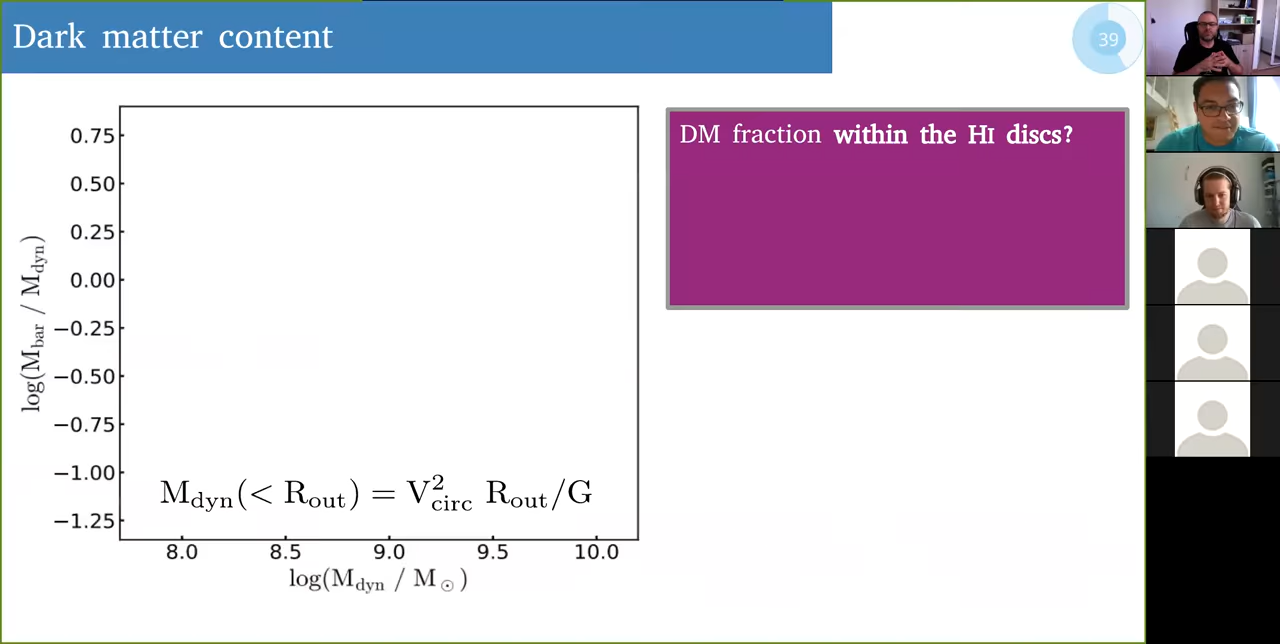 Dark matter content
39
DM fraction within the HI discs?
0.75
0.50
0.25
0.00
−0.25
−0.50
−0.75
−1.00
−1.25
log(M_bar / M_dyn)
M_dyn(< R_out) = V²_circ R_out/G
8.0 8.5 9.0 9.5 10.0
log(M_dyn / M_⊙)